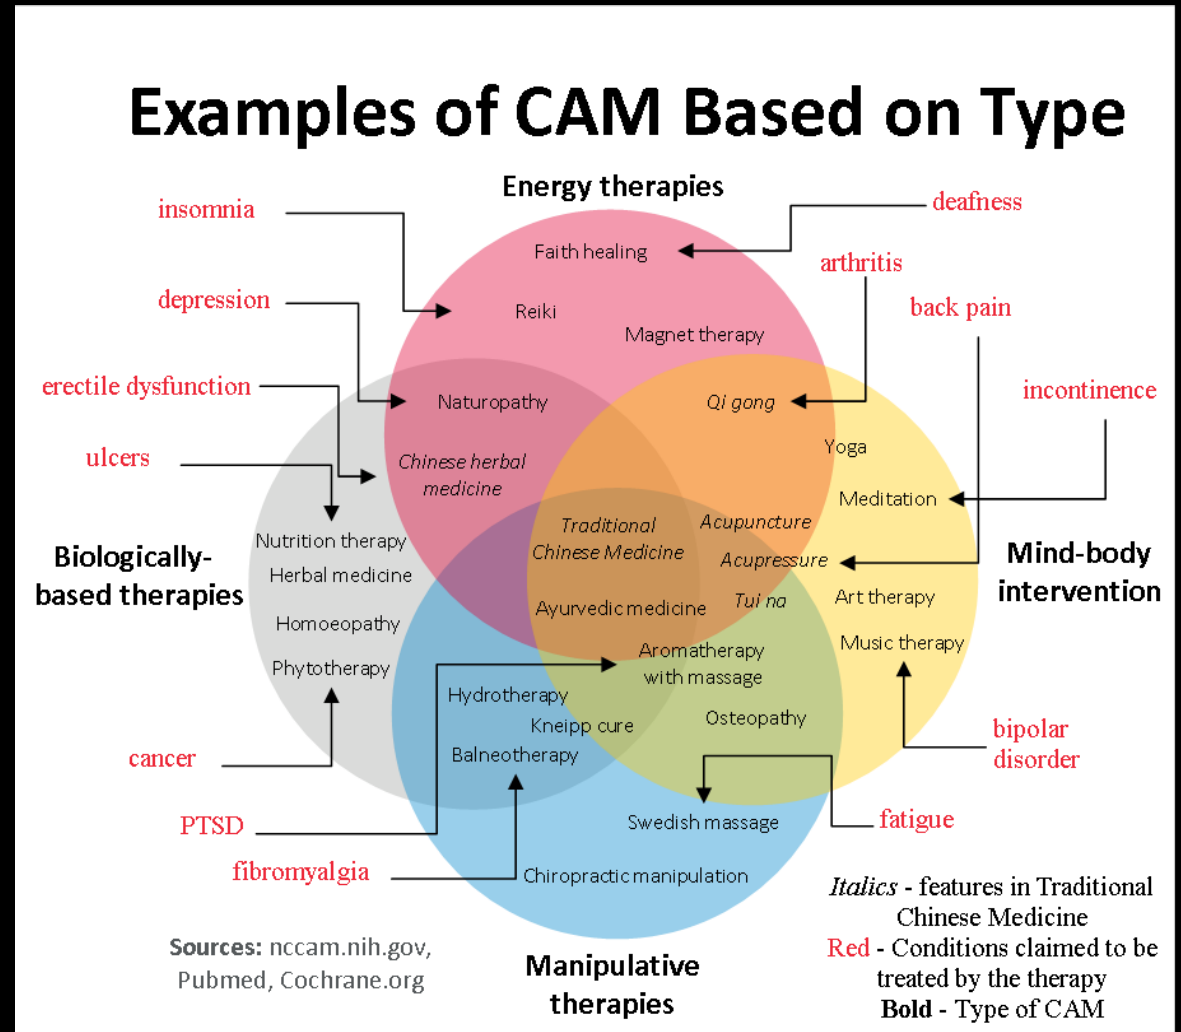 Examples of CAM Based on Type
Energy therapies
insomnia
deafness
Faith healing
arthritis
depression
Reiki
back pain
Magnet therapy
erectile dysfunction
Naturopathy
Qi gong
incontinence
ulcers
Chinese herbal
medicine
Yoga
Meditation
Nutrition therapy
Traditional
Chinese Medicine
Acupuncture
Acupressure
Biologically-
based therapies
Herbal medicine
Mind-body
intervention
Ayurvedic medicine
Tui na
Art therapy
Homoeopathy
Music therapy
Phytotherapy
Aromatherapy
with massage
Hydrotherapy
Kneipp cure
Osteopathy
Balneotherapy
bipolar
disorder
cancer
PTSD
Swedish massage
fatigue
fibromyalgia
Chiropractic manipulation
Italics - features in Traditional
Chinese Medicine
Red - Conditions claimed to be
treated by the therapy
Bold - Type of CAM
Sources: nccam.nih.gov,
Pubmed, Cochrane.org
Manipulative
therapies